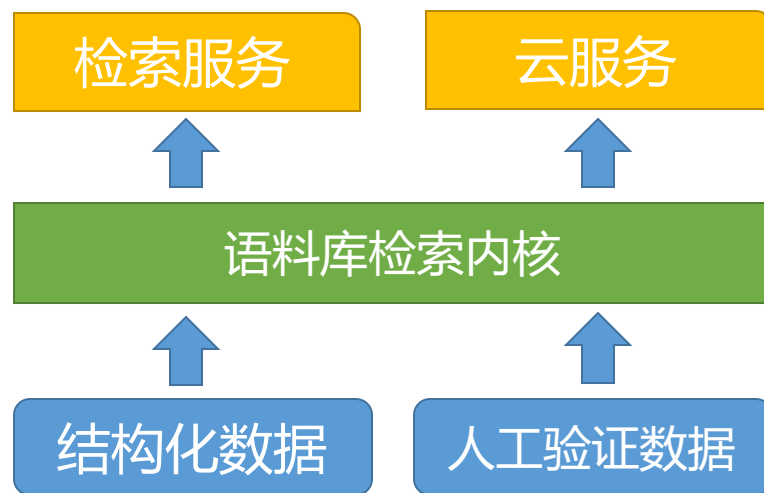 检索服务
云服务
语料库检索内核
结构化数据
人工验证数据